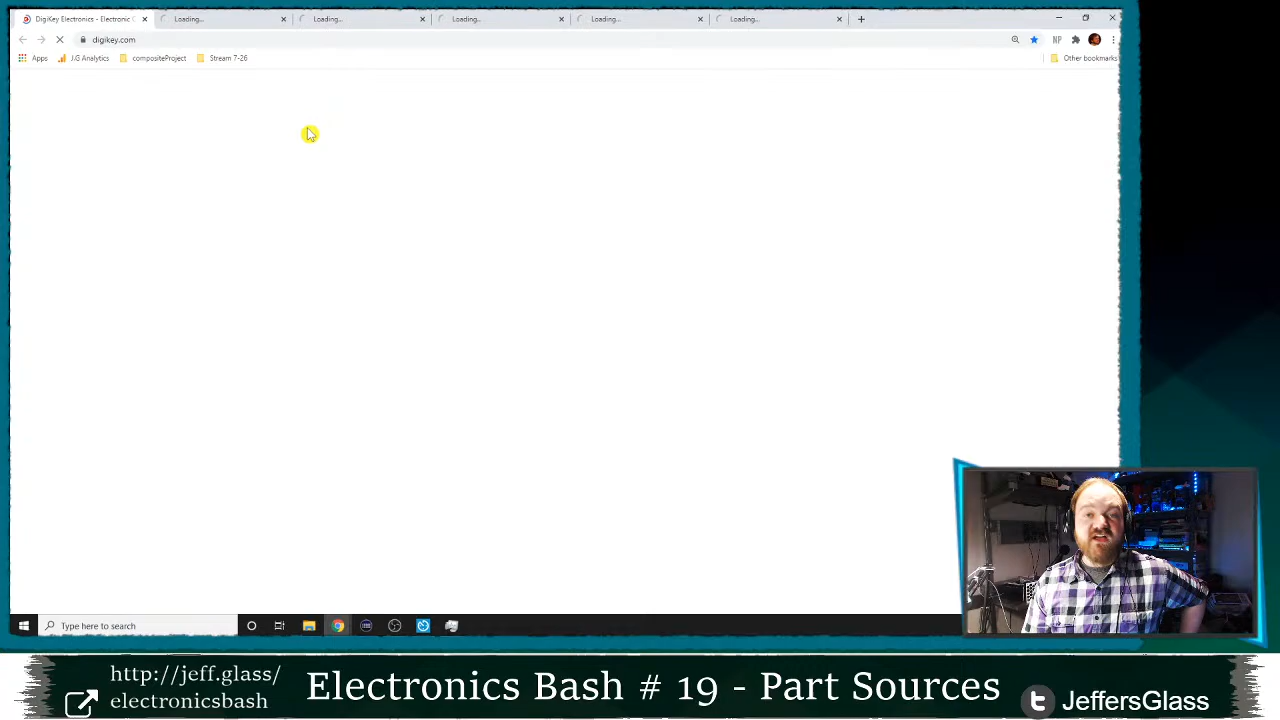 DigiKey Electronics - Electronic C
Loading...
Loading...
Loading...
Loading...
Loading...
digikey.com
NP
Apps
J.G Analytics
compositeProject
Stream 7-26
Other bookmarks
Type here to search
http://jeff.glass/
electronicsbash
Electronics Bash # 19 - Part Sources
JeffersGlass